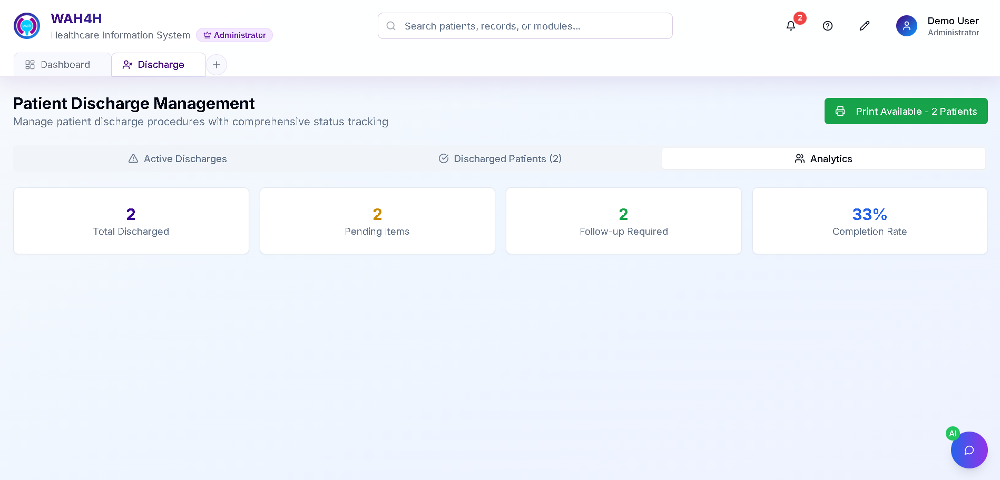 WAH4H
Healthcare Information System
Administrator
wah
Search patients, records, or modules...
2
Demo User
Administrator
Dashboard
Discharge
Patient Discharge Management
Manage patient discharge procedures with comprehensive status tracking
Print Available - 2 Patients
Active Discharges
Discharged Patients (2)
Analytics
2
Total Discharged
2
Pending Items
2
Follow-up Required
33%
Completion Rate
AI